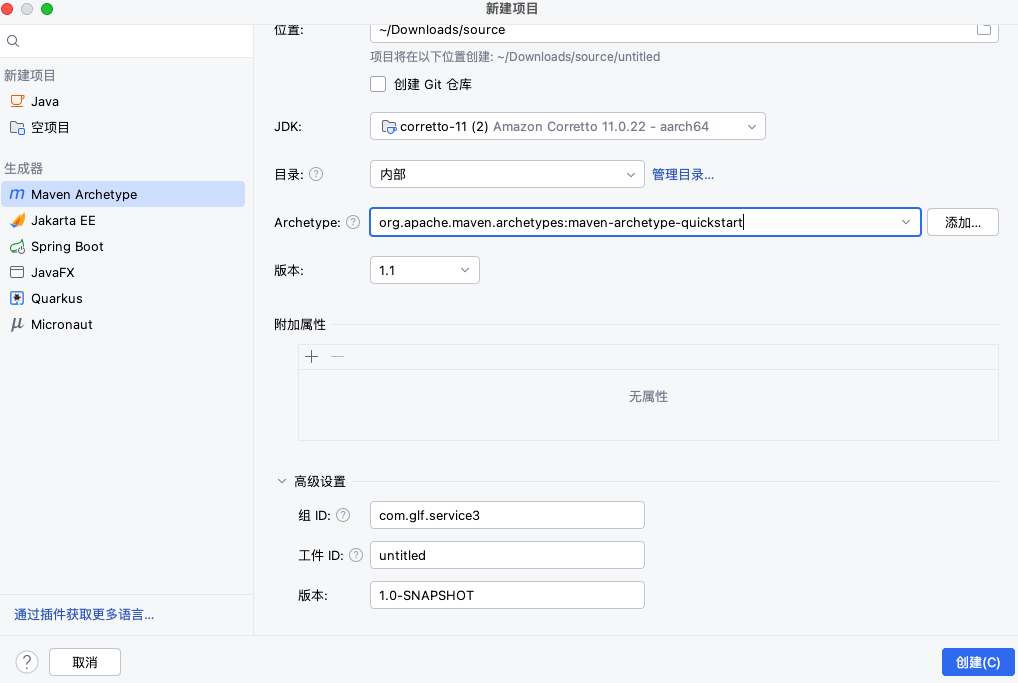 新建项目
位置:
~/Downloads/source
项目将在以下位置创建: ~/Downloads/source/untitled
创建 Git 仓库
新建项目
Java
空项目
生成器
Maven Archetype
Jakarta EE
Spring Boot
JavaFX
Quarkus
Micronaut
JDK:
corretto-11 (2) Amazon Corretto 11.0.22 - aarch64
目录: ?
内部
管理目录...
Archetype: ?
org.apache.maven.archetypes:maven-archetype-quickstart
添加...
版本:
1.1
附加属性
无属性
高级设置
组 ID: ?
com.glf.service3
工件 ID: ?
untitled
版本:
1.0-SNAPSHOT
通过插件获取更多语言...
?
取消
创建(C)